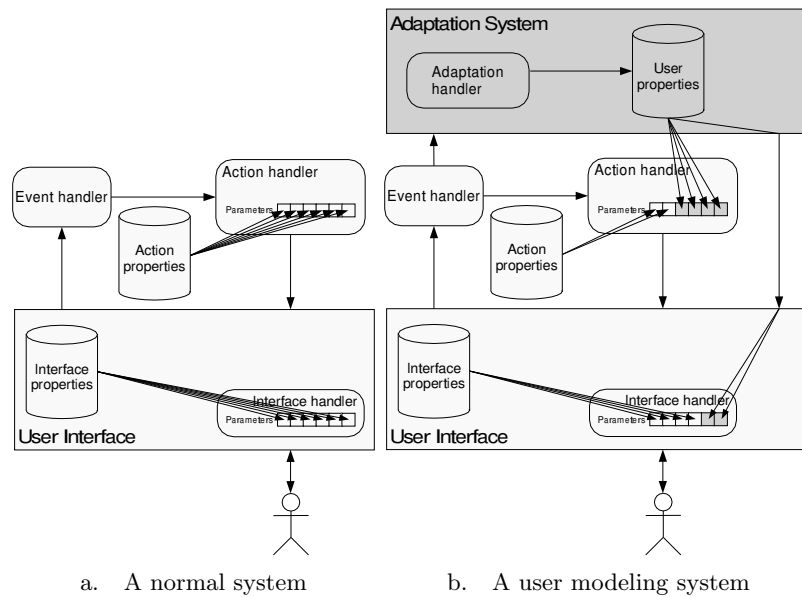 Adaptation System
Adaptation
handler
User
properties
Event handler
Action handler
Parameters
Action
properties
Interface
properties
Interface handler
Parameters
User Interface
Event handler
Action handler
Parameters
Action
properties
Interface
properties
Interface handler
Parameters
User Interface
a. A normal system
b. A user modeling system